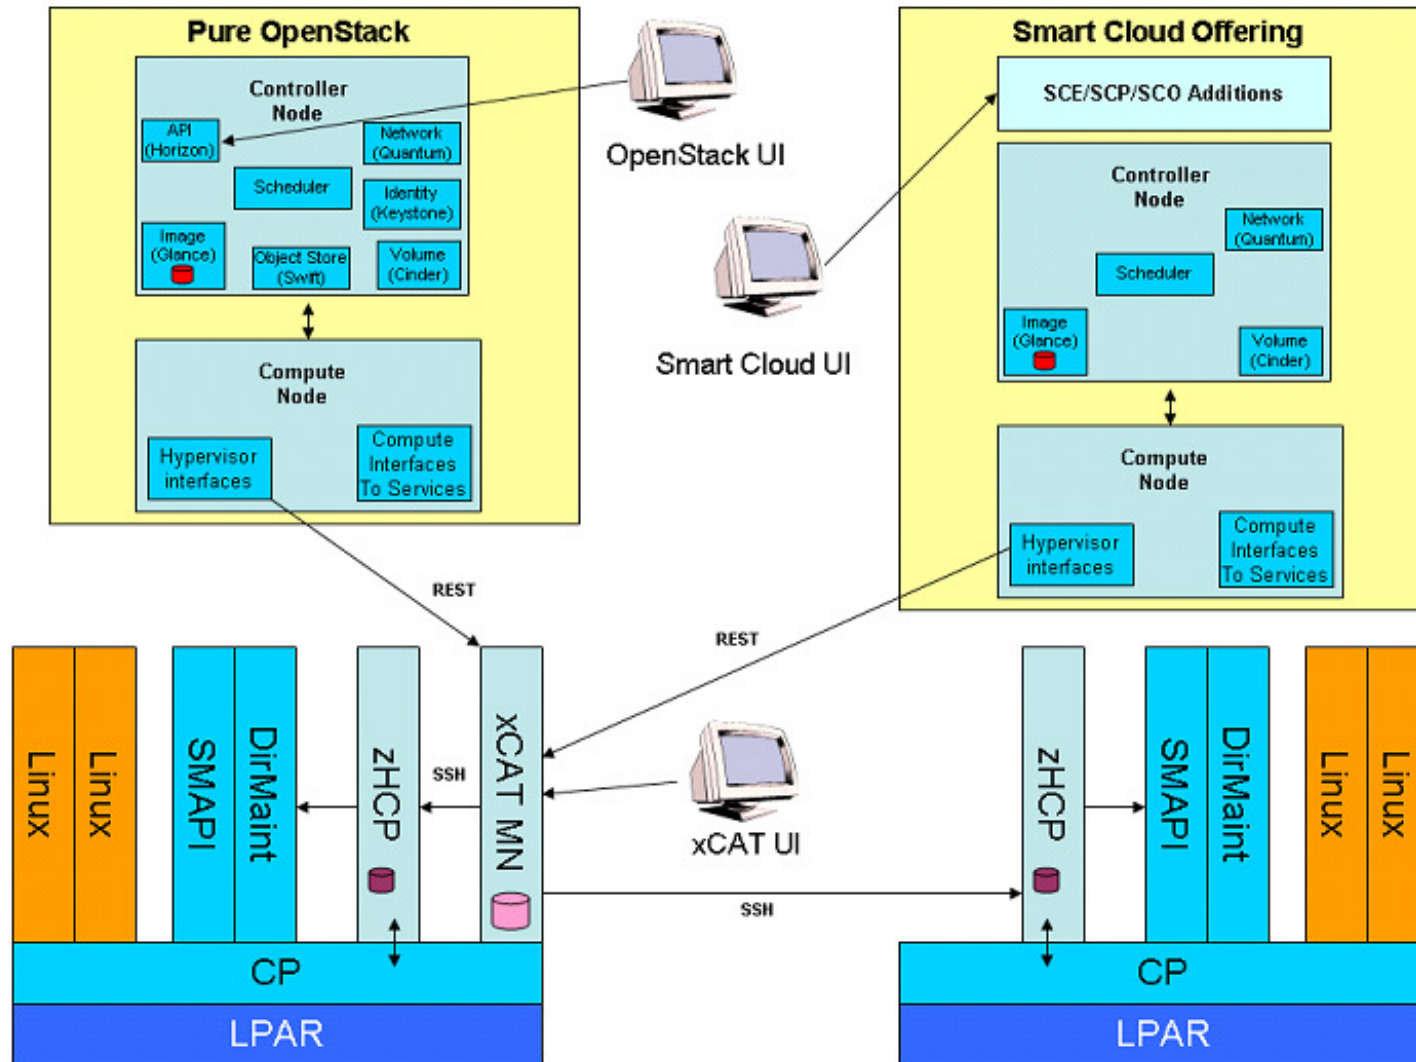 Pure OpenStack
Controller
Node
API
(Horizon)
Network
(Quantum)
Scheduler
Identity
(Keystone)
Image
(Glance)
Object Store
(Swift)
Volume
(Cinder)
Compute
Node
Hypervisor
interfaces
Compute
Interfaces
To Services
OpenStack UI
Smart Cloud UI
Smart Cloud Offering
SCE/SCP/SCO Additions
Controller
Node
Network
(Quantum)
Scheduler
Image
(Glance)
Volume
(Cinder)
Compute
Node
Hypervisor
interfaces
Compute
Interfaces
To Services
REST
REST
Linux
Linux
SMAPI
DirMaint
zHCP
SSH
xCAT MN
xCAT UI
SSH
zHCP
SMAPI
DirMaint
Linux
Linux
CP
LPAR
CP
LPAR